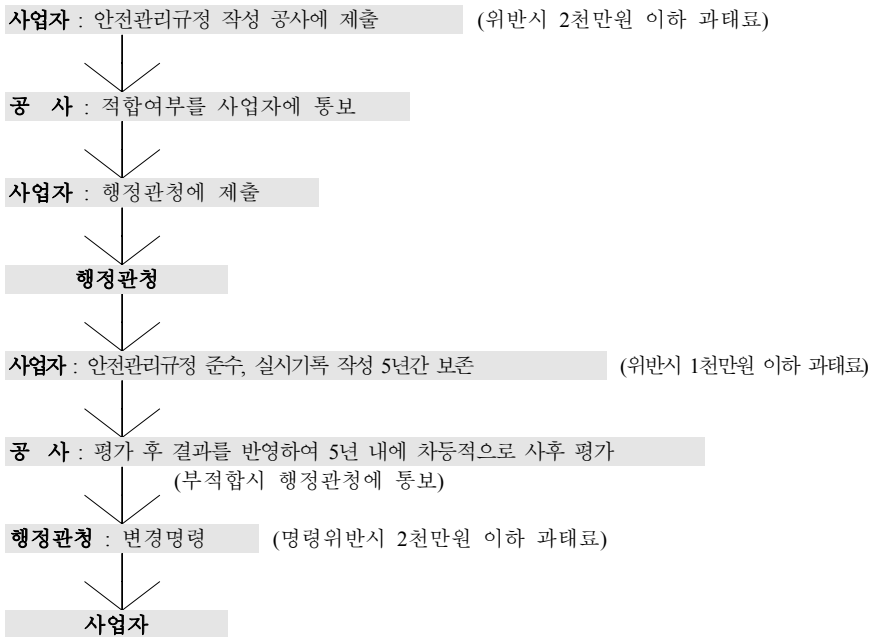 사업자 : 안전관리규정 작성 공사에 제출 (위반시 2천만원 이하 과태료)
공 사 : 적합여부를 사업자에 통보
사업자 : 행정관청에 제출
행정관청
사업자 : 안전관리규정 준수, 실시기록 작성 5년간 보존 (위반시 1천만원 이하 과태료)
공 사 : 평가 후 결과를 반영하여 5년 내에 차등적으로 사후 평가
(부적합시 행정관청에 통보)
행정관청 : 변경명령 (명령위반시 2천만원 이하 과태료)
사업자